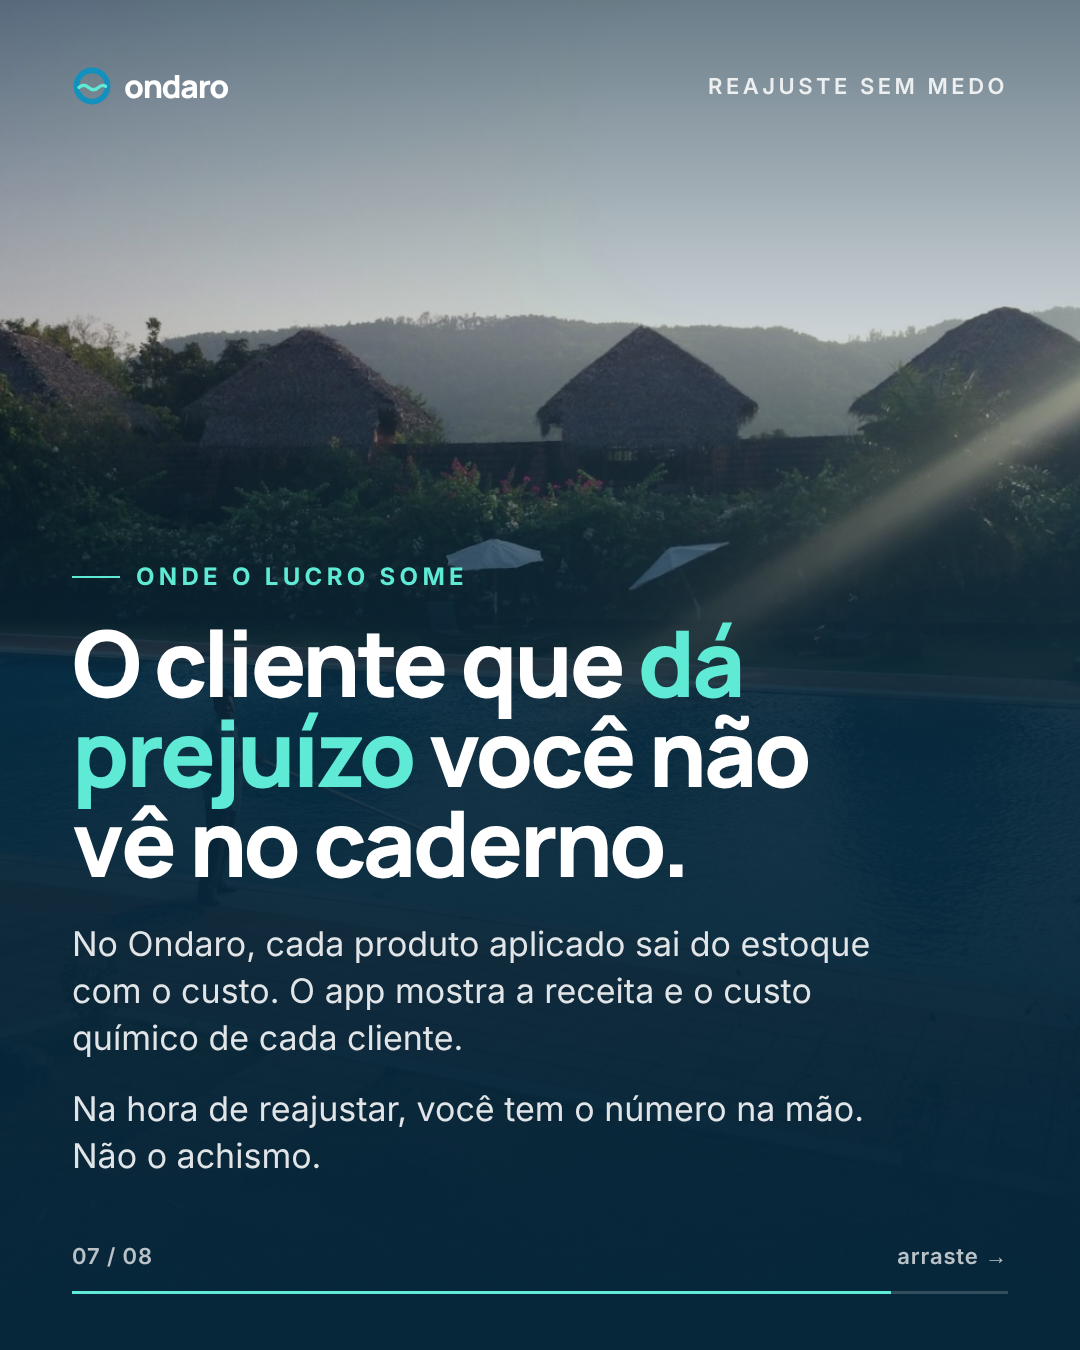 ondaro
REAJUSTE SEM MEDO
ONDE O LUCRO SOME
O cliente que dá
prejuízo você não
vê no caderno.
No Ondaro, cada produto aplicado sai do estoque
com o custo. O app mostra a receita e o custo
químico de cada cliente.
Na hora de reajustar, você tem o número na mão.
Não o achismo.
07 / 08
arraste →